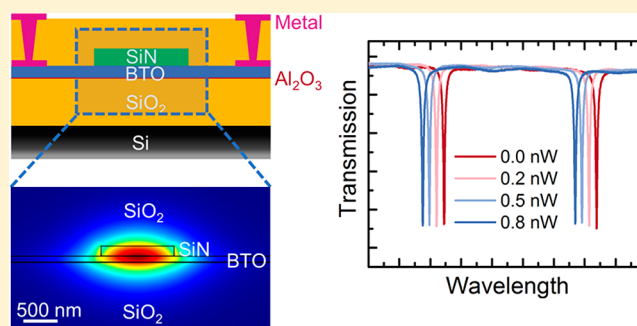 Metal
SiN
BTO
Al₂O₃
SiO₂
Si
SiO₂
SiN
BTO
500 nm
SiO₂
Transmission
0.0 nW
0.2 nW
0.5 nW
0.8 nW
Wavelength